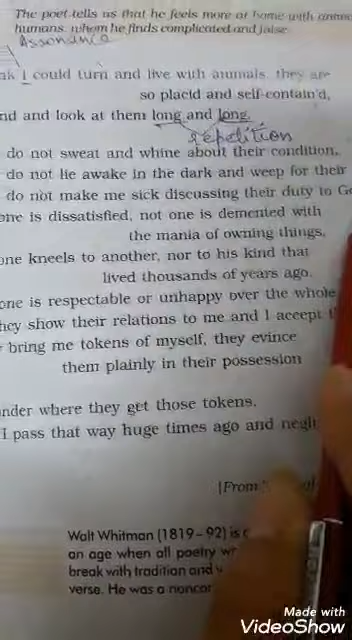 The poet tells us that he feels more at home with
humans, whom he finds complicated and false.
Assonance
I could turn and live with animals, they are
so placid and self-contain'd,
and look at them long and long.
repetition
do not sweat and whine about their condition,
do not lie awake in the dark and weep for their
do not make me sick discussing their duty to
one is dissatisfied, not one is demented with
the mania of owning things,
one kneels to another, nor to his kind that
lived thousands of years ago.
one is respectable or unhappy over the whole
they show their relations to me and I accept
bring me tokens of myself, they evince
them plainly in their possession
where they get those tokens,
I pass that way huge times ago and
[From
Walt Whitman (1819 – 92) is
an age when all poetry
break with tradition and
verse. He was a
Made with
VideoShow